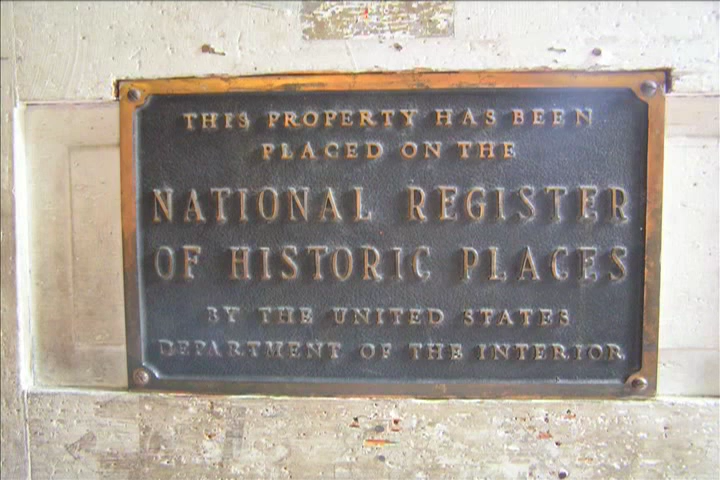 THIS PROPERTY HAS BEEN
PLACED ON THE
NATIONAL REGISTER
OF HISTORIC PLACES
BY THE UNITED STATES
DEPARTMENT OF THE INTERIOR